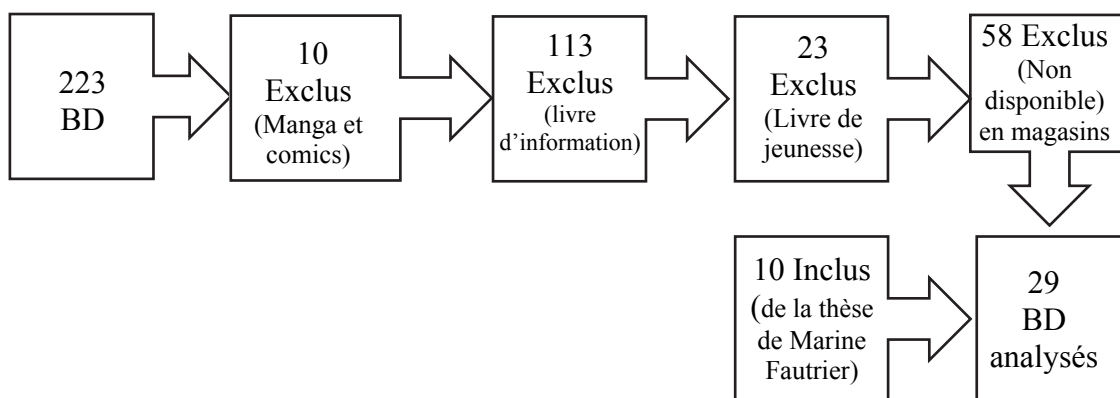 223
BD
10
Exclus
(Manga et
comics)
113
Exclus
(livre
d’information)
23
Exclus
(Livre de
jeunesse)
58 Exclus
(Non
disponible)
en magasins
10 Inclus
(de la thèse
de Marine
Fautrier)
29
BD
analysés